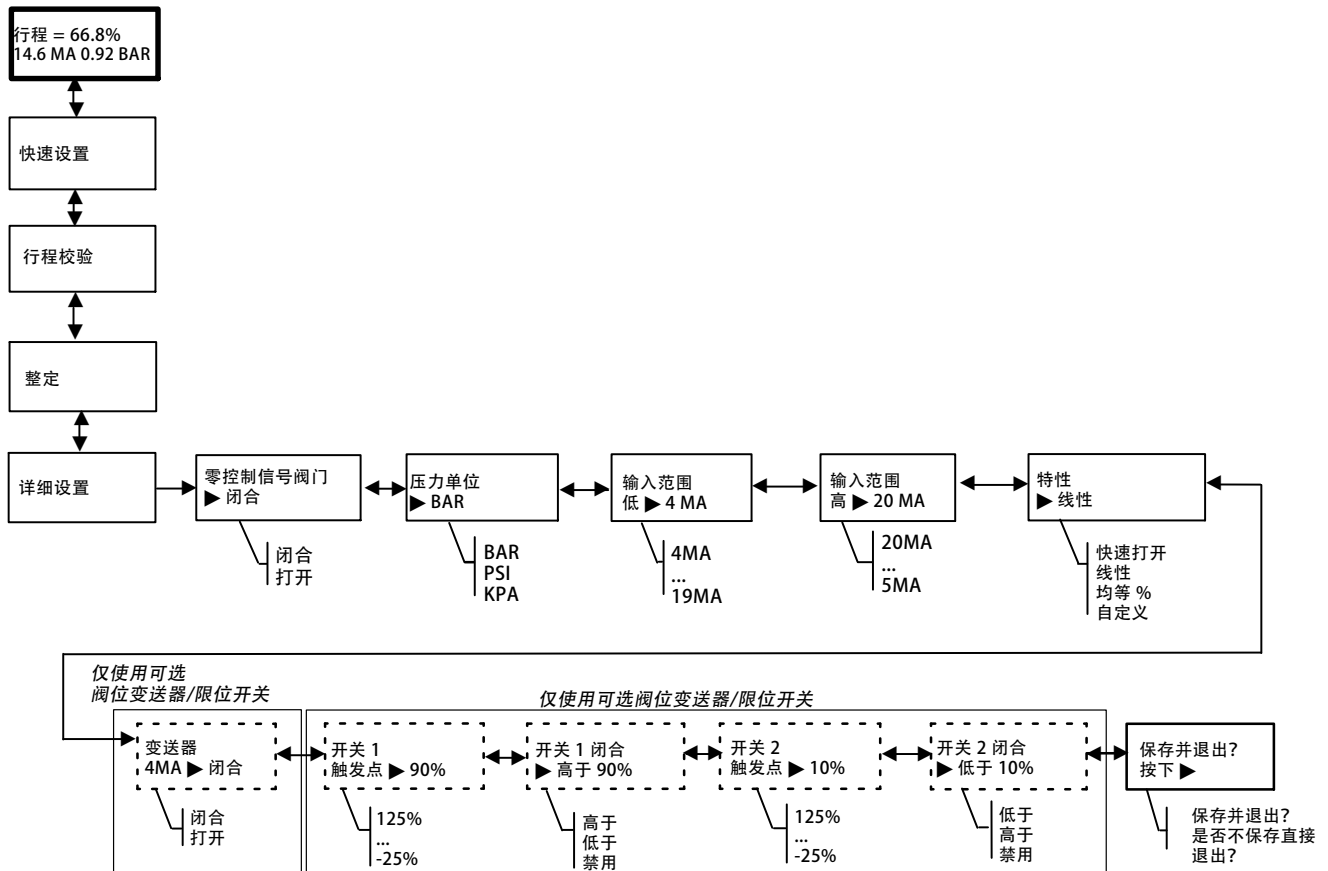 行程 = 66.8%
14.6 MA 0.92 BAR
快速设置
行程校验
整定
详细设置
零控制信号阀门
▶ 闭合
闭合
打开
压力单位
▶ BAR
BAR
PSI
KPA
输入范围
低 ▶ 4 MA
4MA
...
19MA
输入范围
高 ▶ 20 MA
20MA
...
5MA
特性
▶ 线性
快速打开
线性
均等 %
自定义
仅使用可选
阀位变送器/限位开关
仅使用可选阀位变送器/限位开关
变送器
4MA ▶ 闭合
闭合
打开
开关 1
触发点 ▶ 90%
125%
...
-25%
开关 1 闭合
▶ 高于 90%
高于
低于
禁用
开关 2
触发点 ▶ 10%
125%
...
-25%
开关 2 闭合
▶ 低于 10%
低于
高于
禁用
保存并退出?
按下 ▶
保存并退出?
是否不保存直接
退出?